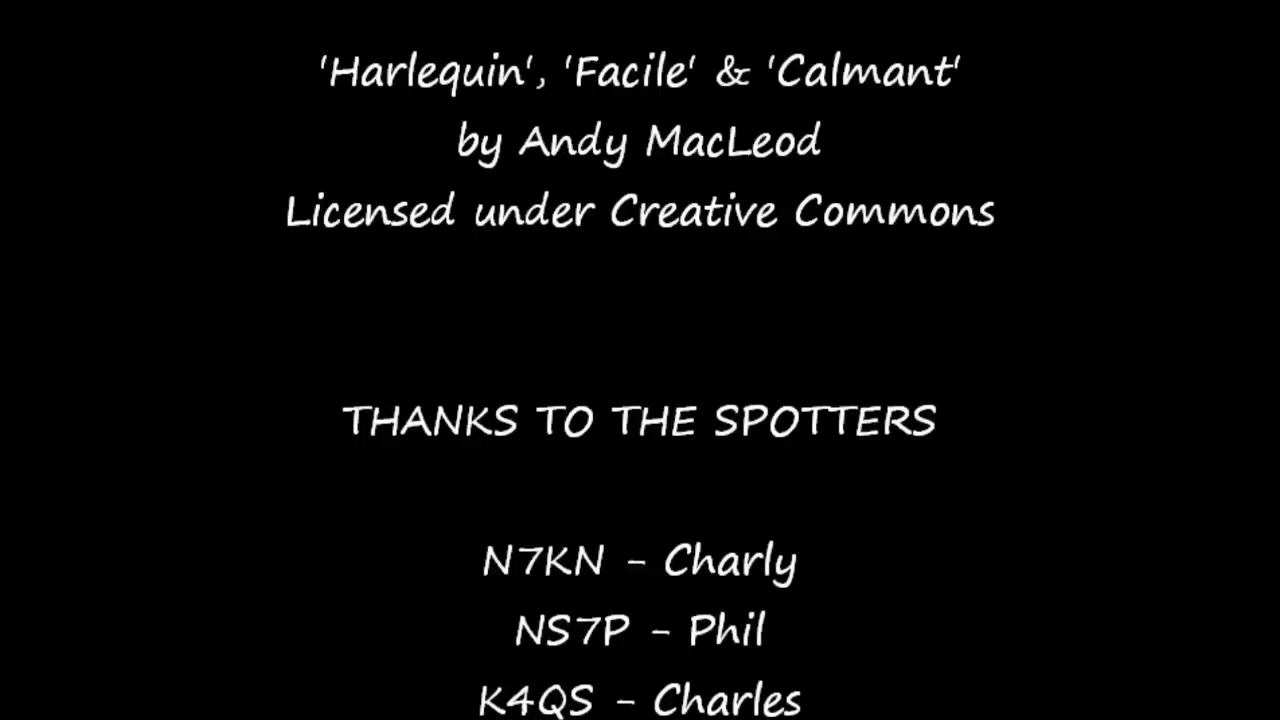 'Harlequin', 'Facile' & 'Calmant'
by Andy MacLeod
Licensed under Creative Commons
THANKS TO THE SPOTTERS
N7KN - Charly
NS7P - Phil
K4QS - Charles